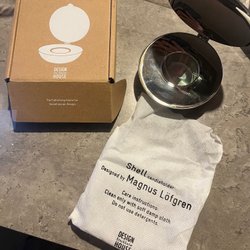 DESIGN
HOUSE
Shell candleholder
Designed by Magnus Löfgren
Care instructions:
Clean only with soft damp cloth
Do not use detergents.
DESIGN
HOUSE